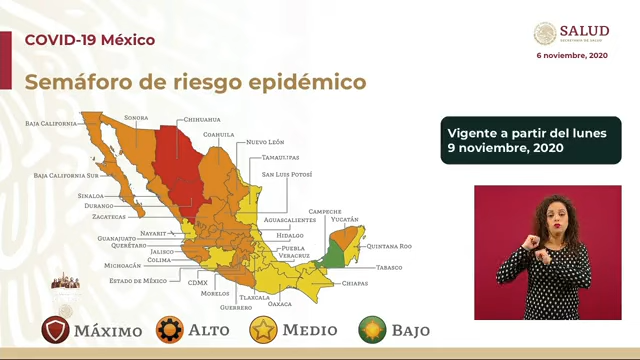 COVID-19 México
SALUD
SECRETARÍA DE SALUD
6 noviembre, 2020
Semáforo de riesgo epidémico
Vigente a partir del lunes
9 noviembre, 2020
BAJA CALIFORNIA
SONORA
CHIHUAHUA
COAHUILA
NUEVO LEÓN
TAMAULIPAS
SAN LUIS POTOSÍ
BAJA CALIFORNIA SUR
SINALOA
DURANGO
ZACATECAS
AGUASCALIENTES
CAMPECHE
YUCATÁN
NAYARIT
GUANAJUATO
QUERÉTARO
JALISCO
COLIMA
MICHOACÁN
HIDALGO
PUEBLA
VERACRUZ
QUINTANA ROO
TABASCO
ESTADO DE MÉXICO
CDMX
MORELOS
GUERRERO
TLAXCALA
OAXACA
CHIAPAS
MÁXIMO
ALTO
MEDIO
BAJO